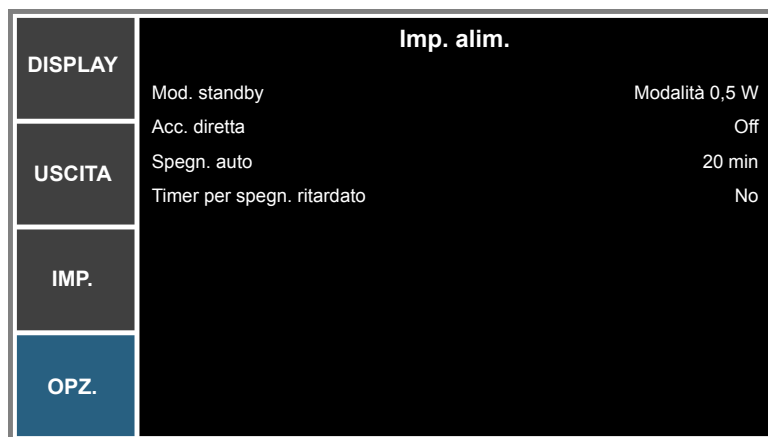 Imp. alim.
DISPLAY
Mod. standby Modalità 0,5 W
Acc. diretta Off
USCITA
Spegn. auto 20 min
Timer per spegn. ritardato No
IMP.
OPZ.